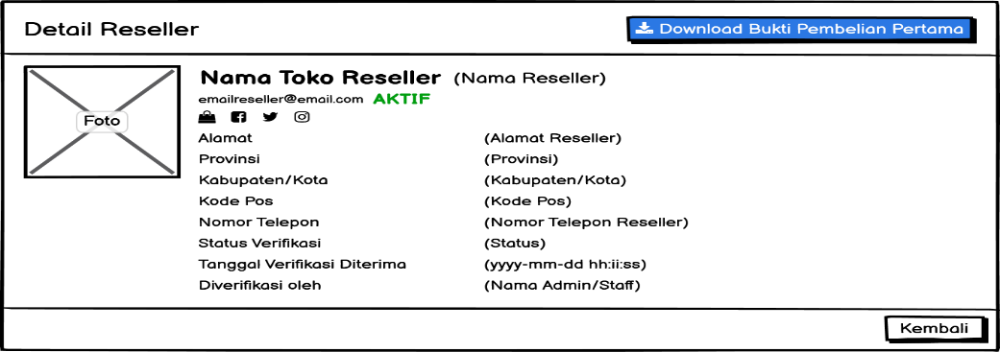 Detail Reseller
Download Bukti Pembelian Pertama
Foto
Nama Toko Reseller (Nama Reseller)
emailreseller@email.com AKTIF
Alamat (Alamat Reseller)
Provinsi (Provinsi)
Kabupaten/Kota (Kabupaten/Kota)
Kode Pos (Kode Pos)
Nomor Telepon (Nomor Telepon Reseller)
Status Verifikasi (Status)
Tanggal Verifikasi Diterima (yyyy-mm-dd hh:ii:ss)
Diverifikasi oleh (Nama Admin/Staff)
Kembali